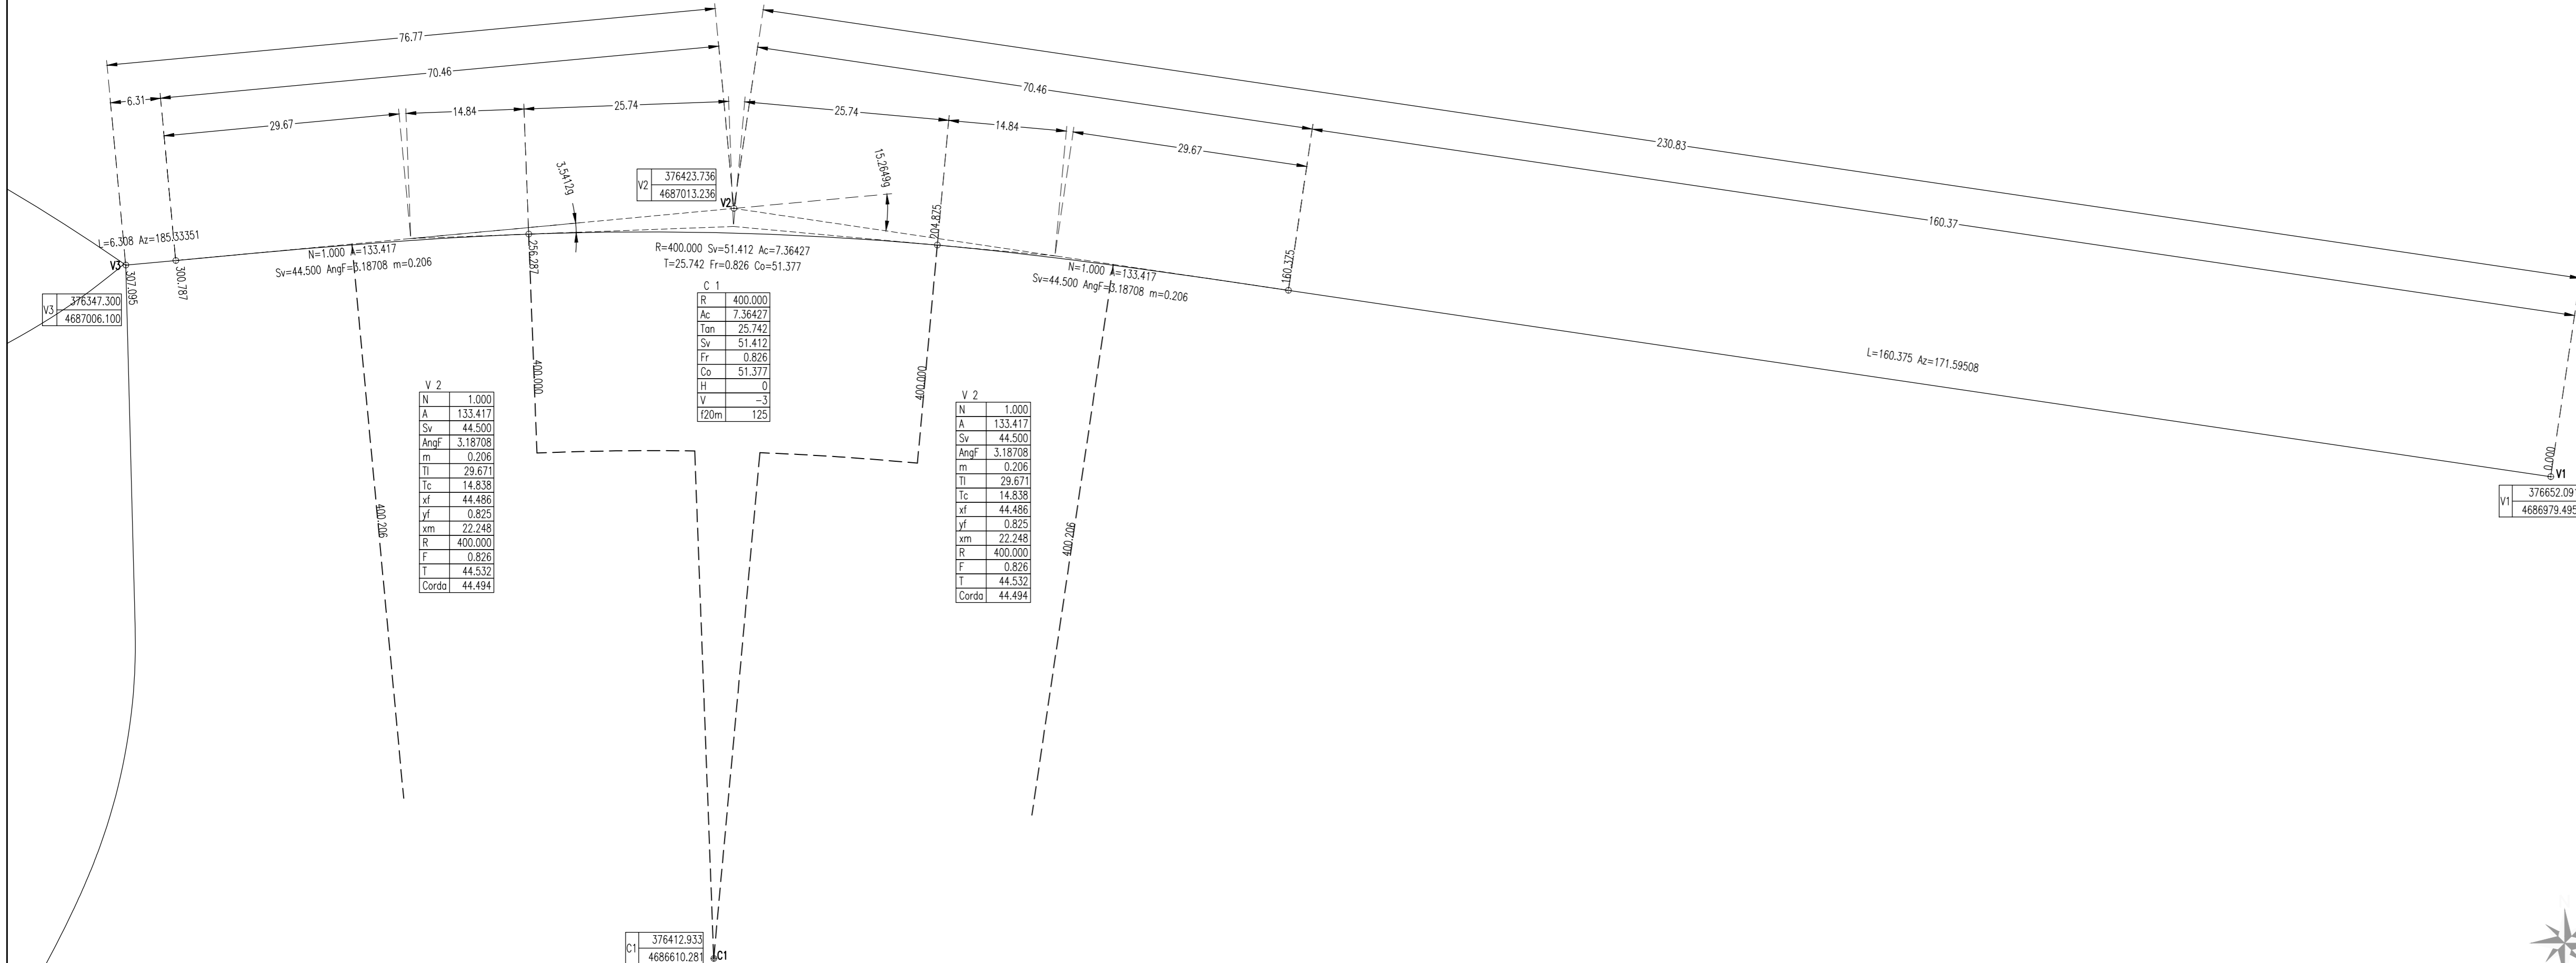 76.77
70.46
6.31
29.67
14.84
25.74
25.74
14.84
29.67
70.46
230.83
160.37
3.5412g
15.2649g
V2 376423.736
4687013.236
V2
L=6.308 Az=185.33351
V3
307.095
300.787
V3 376347.300
4687006.100
N=1.000 A=133.417
Sv=44.500 AngF=3.18708 m=0.206
256.287
R=400.000 Sv=51.412 Ac=7.36427
T=25.742 Fr=0.826 Co=51.377
204.875
N=1.000 A=133.417
Sv=44.500 AngF=3.18708 m=0.206
160.375
L=160.375 Az=171.59508
0.000
V1
V1 376652.091
4686979.495
C 1
R 400.000
Ac 7.36427
Tan 25.742
Sv 51.412
Fr 0.826
Co 51.377
H 0
V -3
f20m 125
400.000
400.000
400.206
400.206
V 2
N 1.000
A 133.417
Sv 44.500
AngF 3.18708
m 0.206
Tl 29.671
Tc 14.838
xf 44.486
yf 0.825
xm 22.248
R 400.000
F 0.826
T 44.532
Corda 44.494
V 2
N 1.000
A 133.417
Sv 44.500
AngF 3.18708
m 0.206
Tl 29.671
Tc 14.838
xf 44.486
yf 0.825
xm 22.248
R 400.000
F 0.826
T 44.532
Corda 44.494
C1 376412.933
4686610.281
C1